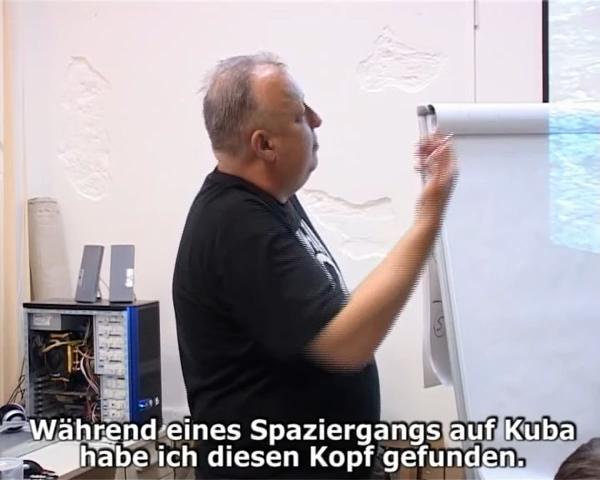 Während eines Spaziergangs auf Kuba
habe ich diesen Kopf gefunden.